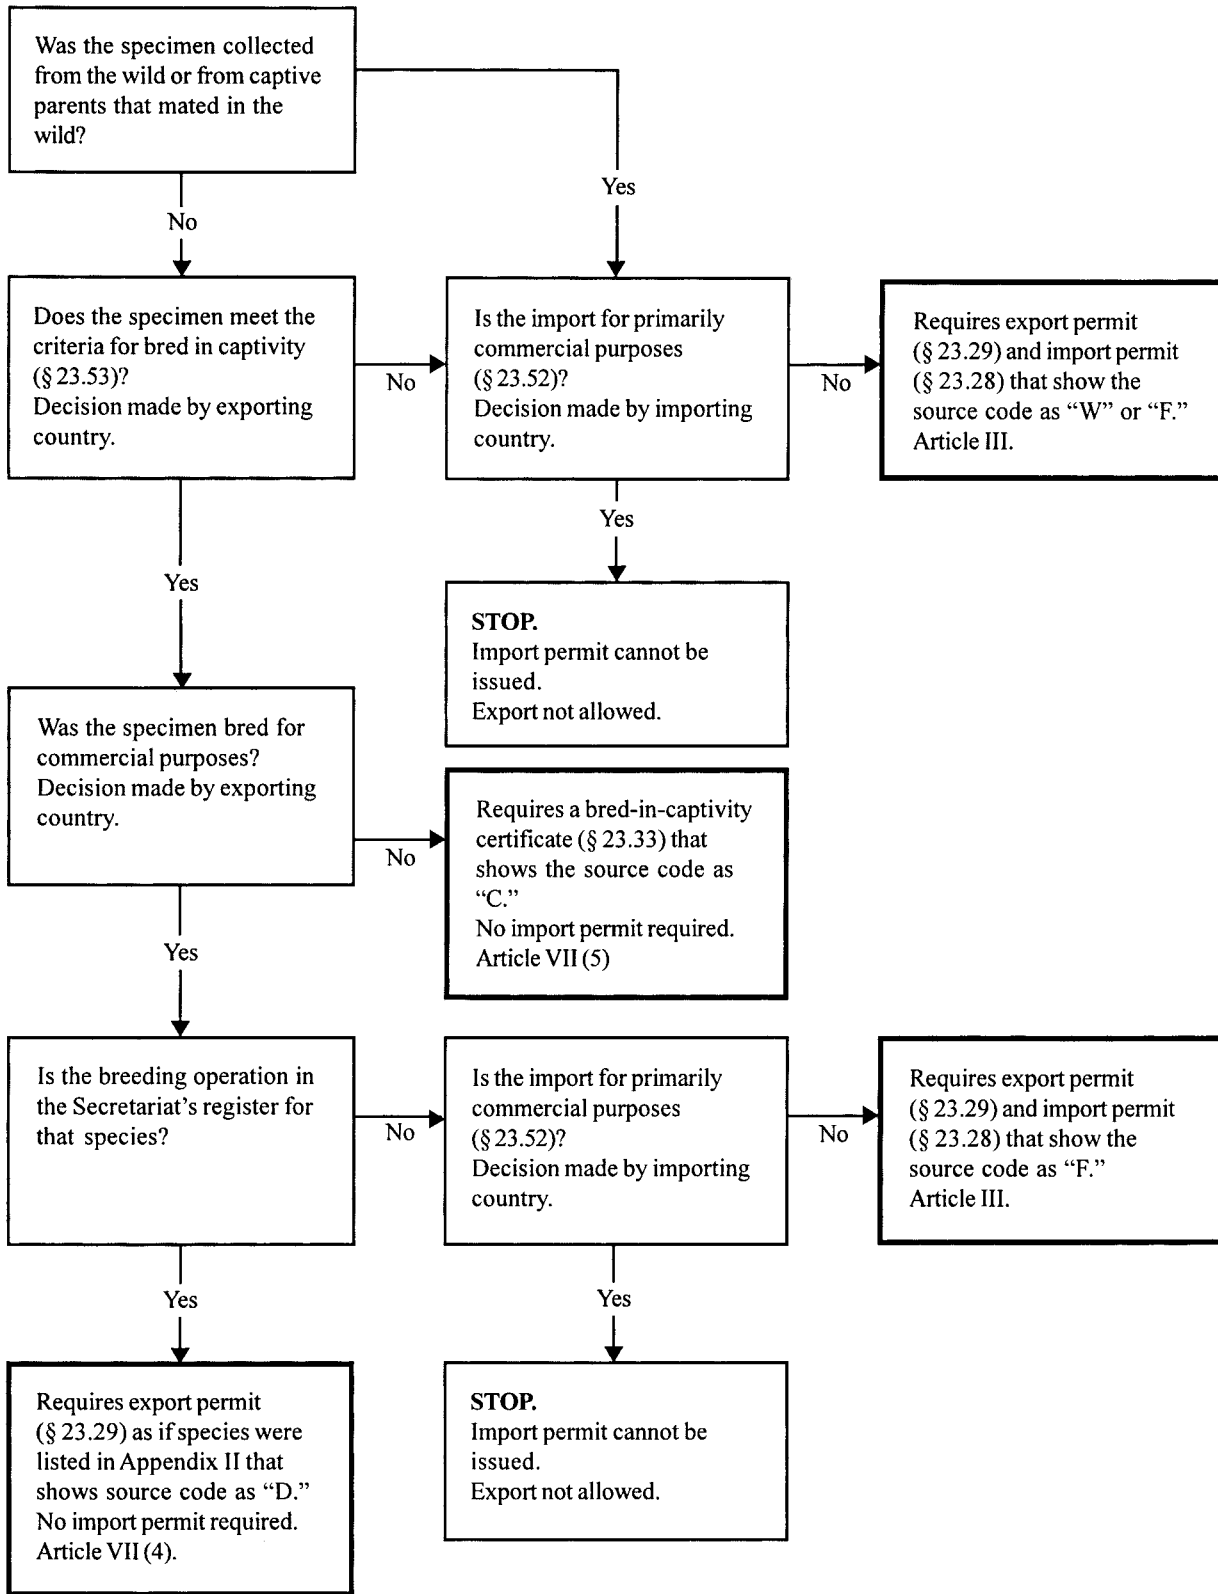 Was the specimen collected
from the wild or from captive
parents that mated in the
wild?
Yes
No
Does the specimen meet the
criteria for bred in captivity
(§ 23.53)?
Decision made by exporting
country.
No
Is the import for primarily
commercial purposes
(§ 23.52)?
Decision made by importing
country.
No
Requires export permit
(§ 23.29) and import permit
(§ 23.28) that show the
source code as “W” or “F.”
Article III.
Yes
Yes
STOP.
Import permit cannot be
issued.
Export not allowed.
Was the specimen bred for
commercial purposes?
Decision made by exporting
country.
No
Requires a bred-in-captivity
certificate (§ 23.33) that
shows the source code as
“C.”
No import permit required.
Article VII (5)
Yes
Is the breeding operation in
the Secretariat’s register for
that species?
No
Is the import for primarily
commercial purposes
(§ 23.52)?
Decision made by importing
country.
No
Requires export permit
(§ 23.29) and import permit
(§ 23.28) that show the
source code as “F.”
Article III.
Yes
Yes
Requires export permit
(§ 23.29) as if species were
listed in Appendix II that
shows source code as “D.”
No import permit required.
Article VII (4).
STOP.
Import permit cannot be
issued.
Export not allowed.